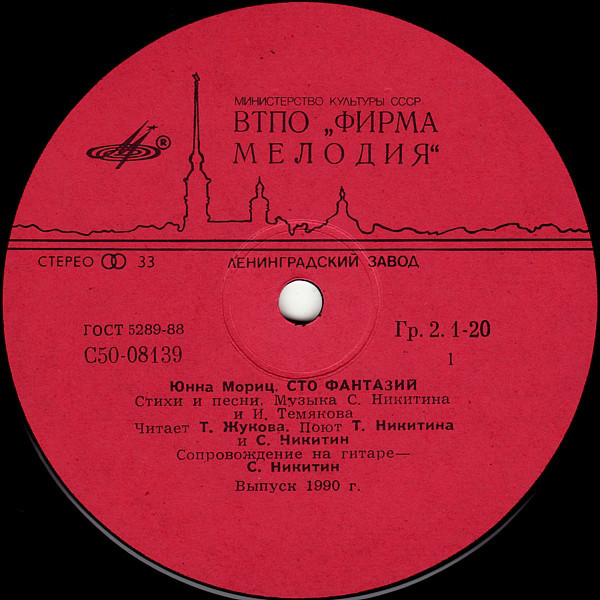 МИНИСТЕРСТВО КУЛЬТУРЫ СССР
ВТПО „ФИРМА
МЕЛОДИЯ“
®
СТЕРЕО 33
ЛЕНИНГРАДСКИЙ ЗАВОД
ГОСТ 5289-88
Гр. 2. 1-20
С50-08139
1
Юнна Мориц. СТО ФАНТАЗИЙ
Стихи и песни. Музыка С. Никитина
и И. Темякова
Читает Т. Жукова. Поют Т. Никитина
и С. Никитин
Сопровождение на гитаре—
С. Никитин
Выпуск 1990 г.